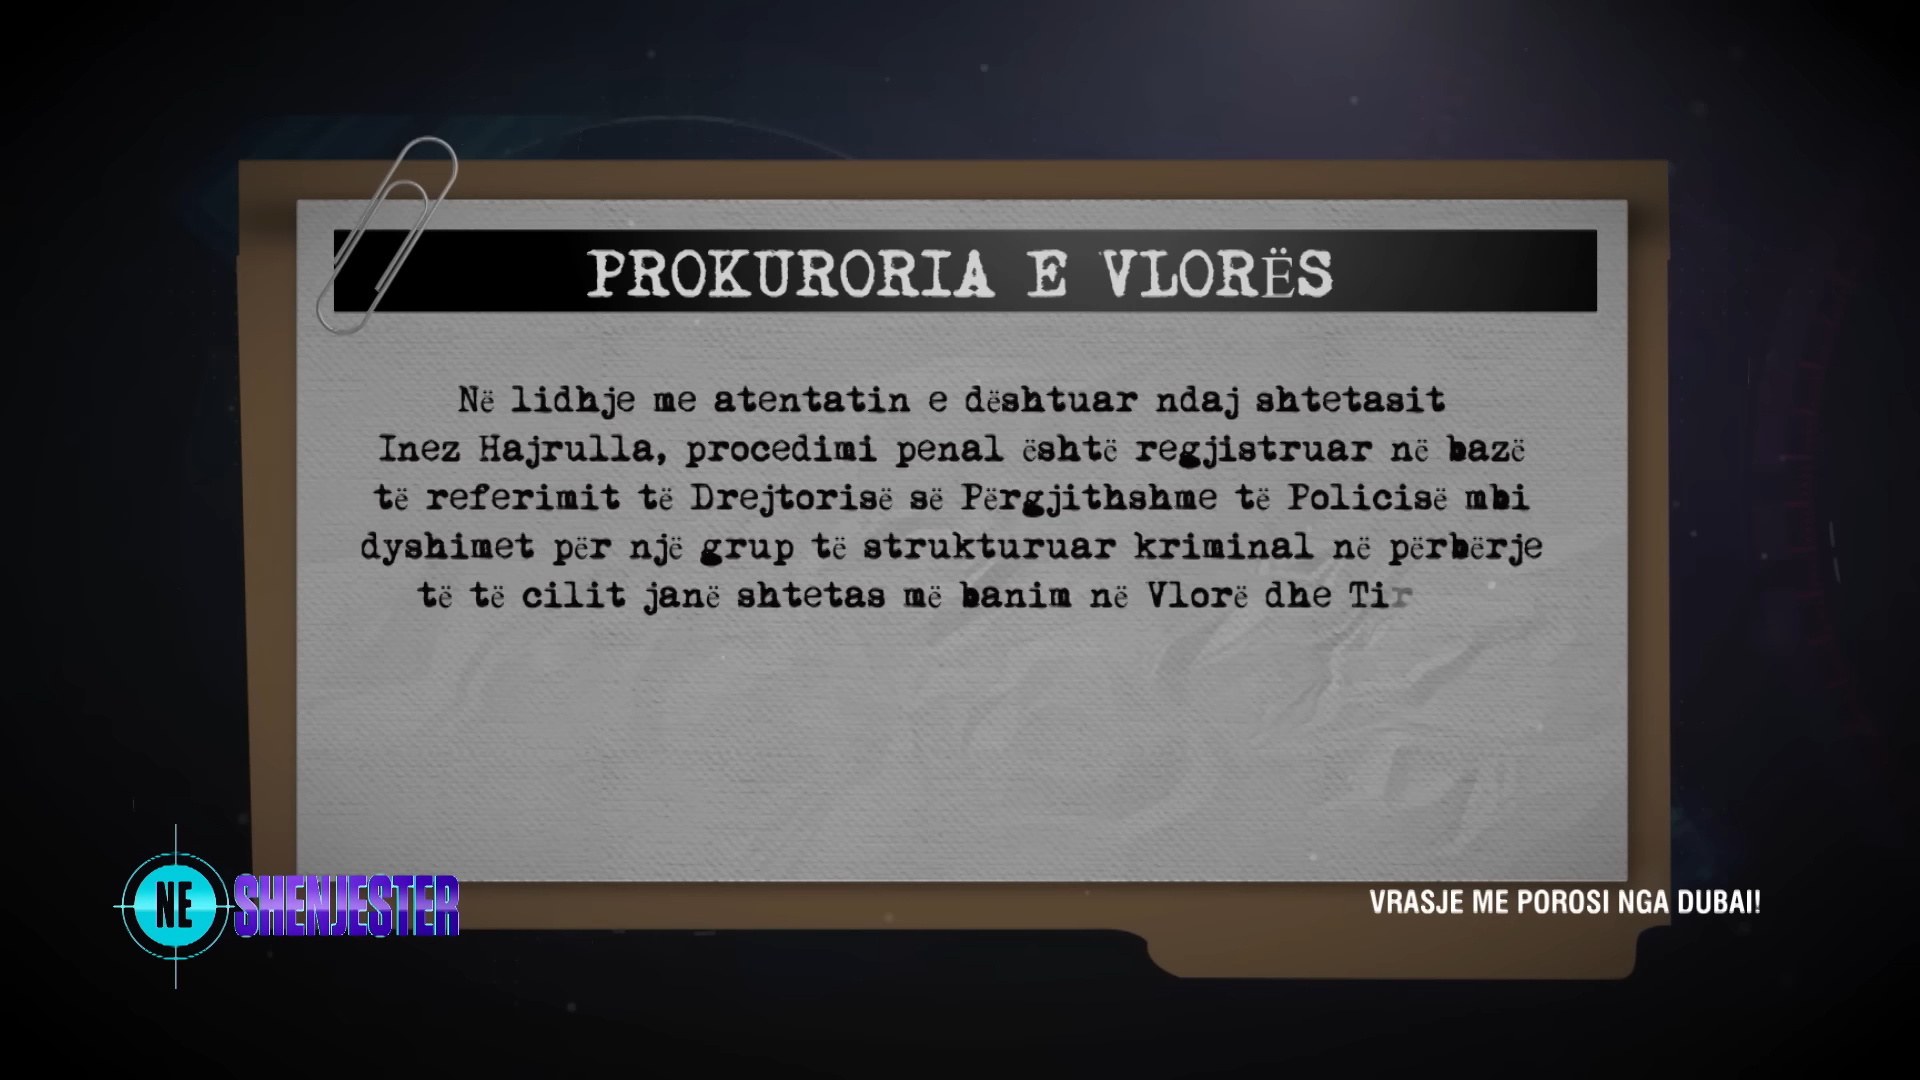 PROKURORIA E VLORËS
Në lidhje me atentatin e dështuar ndaj shtetasit
Inez Hajrulla, procedimi penal është regjistruar në bazë
të referimit të Drejtorisë së Përgjithshme të Policisë mbi
dyshimet për një grup të strukturuar kriminal në përbërje
të të cilit janë shtetas më banim në Vlorë dhe Tir
NE SHENJESTER
VRASJE ME POROSI NGA DUBAI!